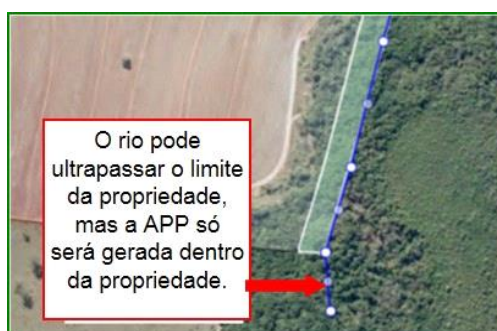 O rio pode
ultrapassar o limite
da propriedade,
mas a APP só
será gerada dentro
da propriedade.